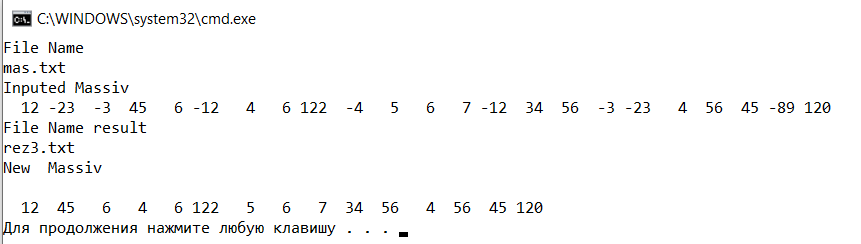 C:\WINDOWS\system32\cmd.exe
File Name
mas.txt
Inputed Massiv
  12 -23  -3  45   6 -12   4   6 122  -4   5   6   7 -12  34  56  -3 -23   4  56  45 -89 120
File Name result
rez3.txt
New  Massiv
  12  45   6   4   6 122   5   6   7  34  56   4  56  45 120
Для продолжения нажмите любую клавишу . . .